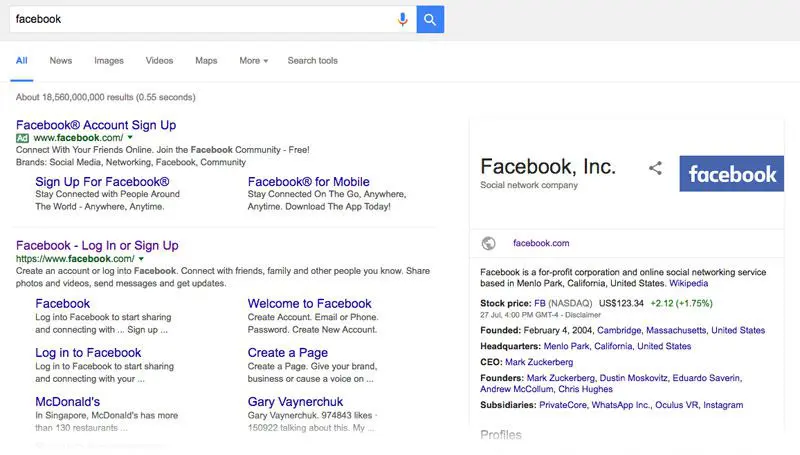 facebook
All News Images Videos Maps More Search tools
About 18,560,000,000 results (0.55 seconds)
Facebook® Account Sign Up
Ad www.facebook.com/
Connect With Your Friends Online. Join the Facebook Community - Free!
Brands: Social Media, Networking, Facebook, Community
Sign Up For Facebook®
Stay Connected with People Around
The World - Anywhere, Anytime.
Facebook® for Mobile
Stay Connected On The Go, Anywhere,
Anytime. Download The App Today!
Facebook - Log In or Sign Up
https://www.facebook.com/
Create an account or log into Facebook. Connect with friends, family and other people you know. Share
photos and videos, send messages and get updates.
Facebook
Log into Facebook to start sharing
and connecting with ... Sign up ...
Welcome to Facebook
Create Account. Email or Phone.
Password. Create New Account.
Log in to Facebook
Log in to Facebook to start sharing
and connecting with your ...
Create a Page
Create a Page. Give your brand,
business or cause a voice on ...
McDonald's
In Singapore, McDonald's has more
than 130 restaurants ...
Gary Vaynerchuk
Gary Vaynerchuk. 974843 likes ·
150922 talking about this. My ...
Facebook, Inc.
Social network company
facebook
facebook.com
Facebook is a for-profit corporation and online social networking service
based in Menlo Park, California, United States. Wikipedia
Stock price: FB (NASDAQ) US$123.34 +2.12 (+1.75%)
27 Jul, 4:00 PM GMT-4 - Disclaimer
Founded: February 4, 2004, Cambridge, Massachusetts, United States
Headquarters: Menlo Park, California, United States
CEO: Mark Zuckerberg
Founders: Mark Zuckerberg, Dustin Moskovitz, Eduardo Saverin,
Andrew McCollum, Chris Hughes
Subsidiaries: PrivateCore, WhatsApp Inc., Oculus VR, Instagram
Profiles